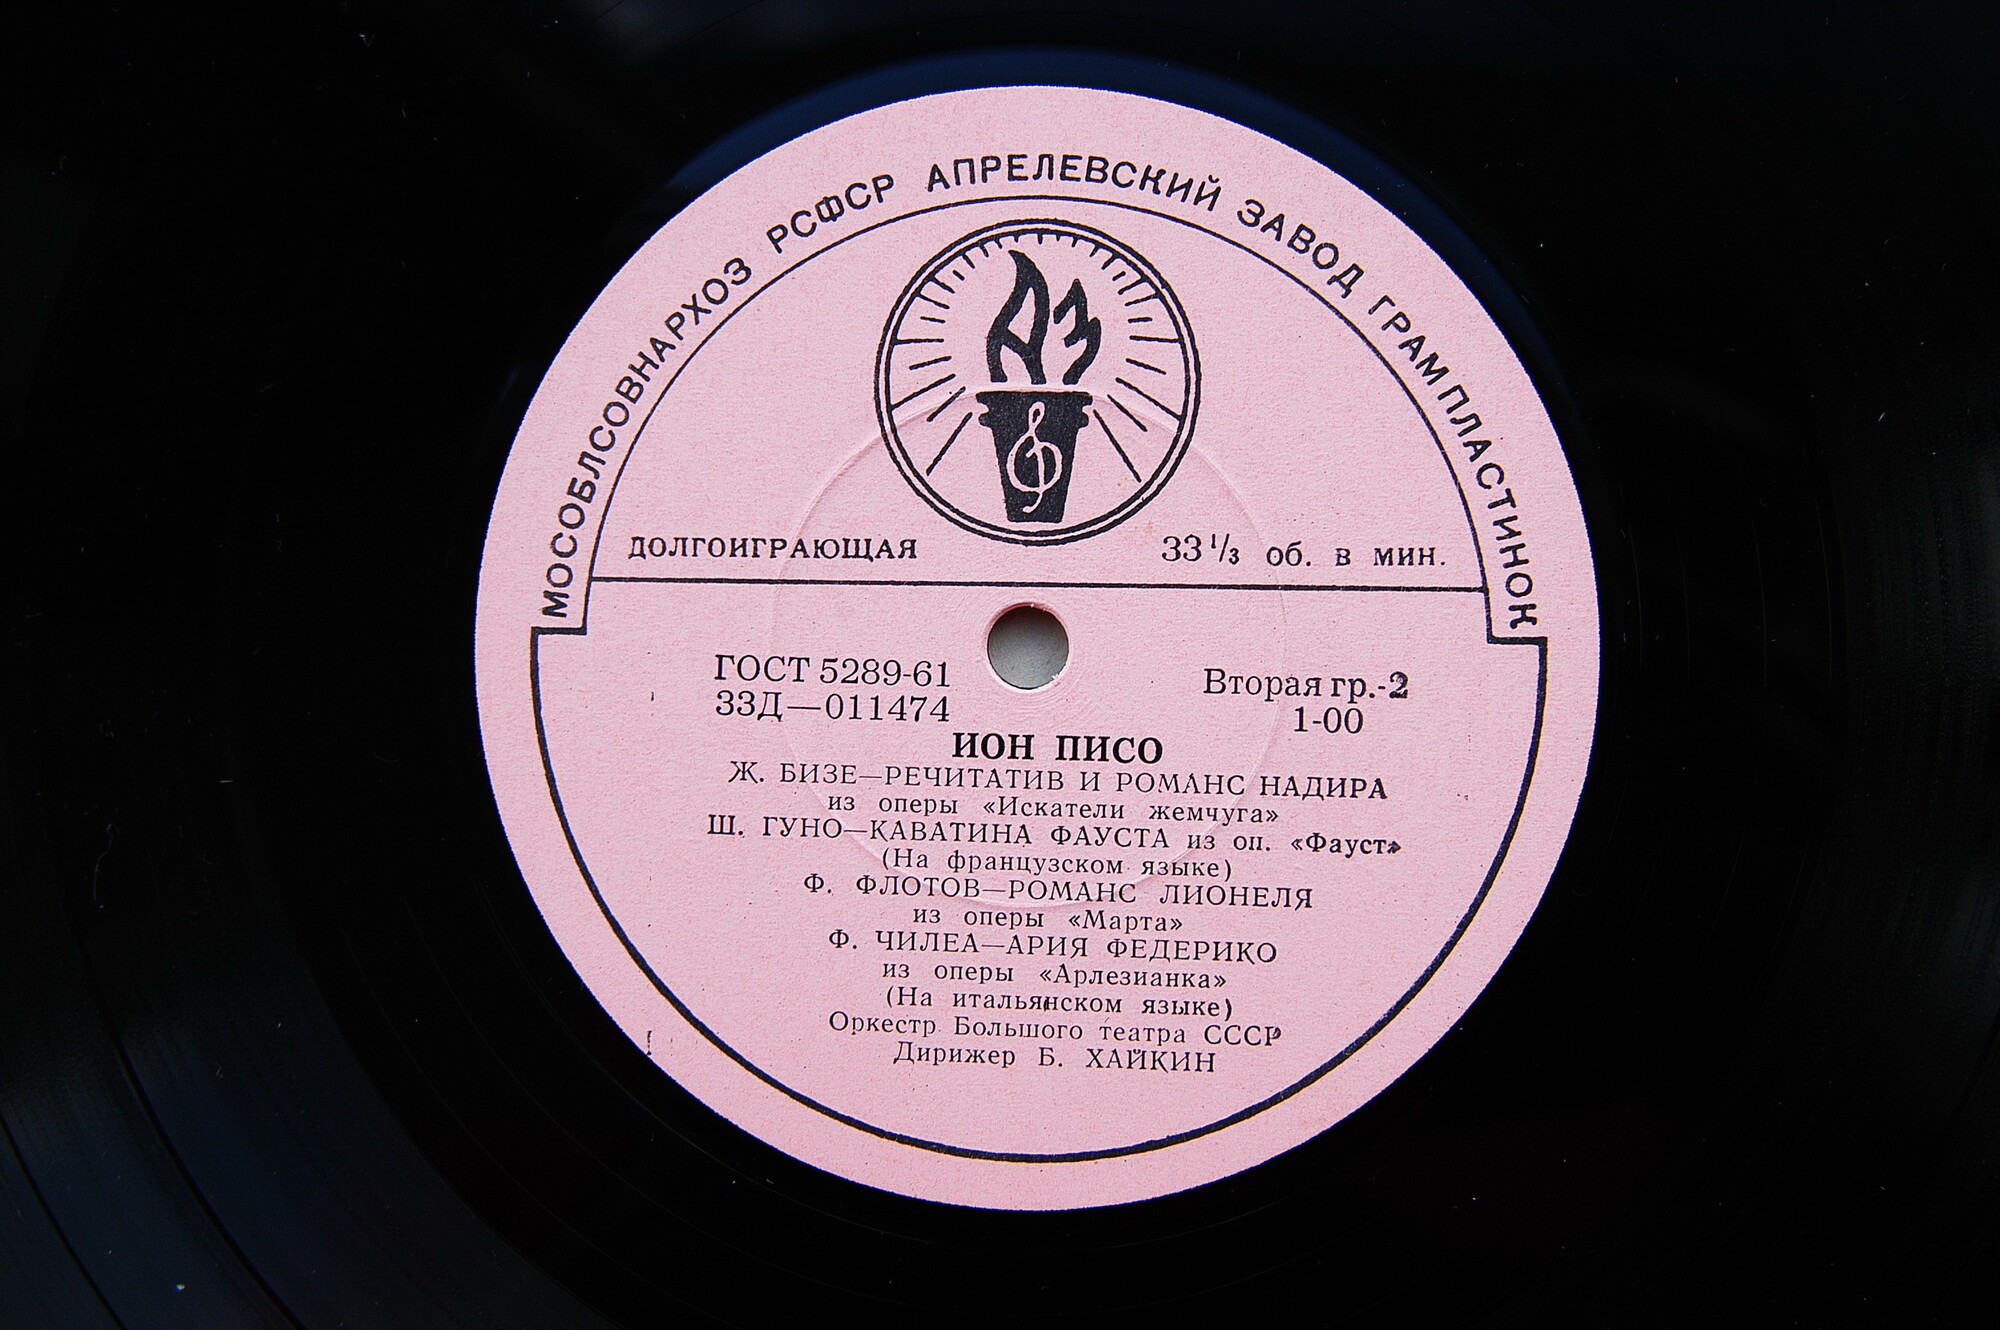 МОСОБЛСОВНАРХОЗ РСФСР АПРЕЛЕВСКИЙ ЗАВОД ГРАМПЛАСТИНОК
АЗ
ДОЛГОИГРАЮЩАЯ 33 1/3 об. в мин.
ГОСТ 5289-61 Вторая гр.-2
33Д—011474 1-00
ИОН ПИСО
Ж. БИЗЕ—РЕЧИТАТИВ И РОМАНС НАДИРА
из оперы «Искатели жемчуга»
Ш. ГУНО—КАВАТИНА ФАУСТА из оп. «Фауст»
(На французском языке)
Ф. ФЛОТОВ—РОМАНС ЛИОНЕЛЯ
из оперы «Марта»
Ф. ЧИЛЕА—АРИЯ ФЕДЕРИКО
из оперы «Арлезианка»
(На итальянском языке)
Оркестр Большого театра СССР
Дирижер Б. ХАЙКИН